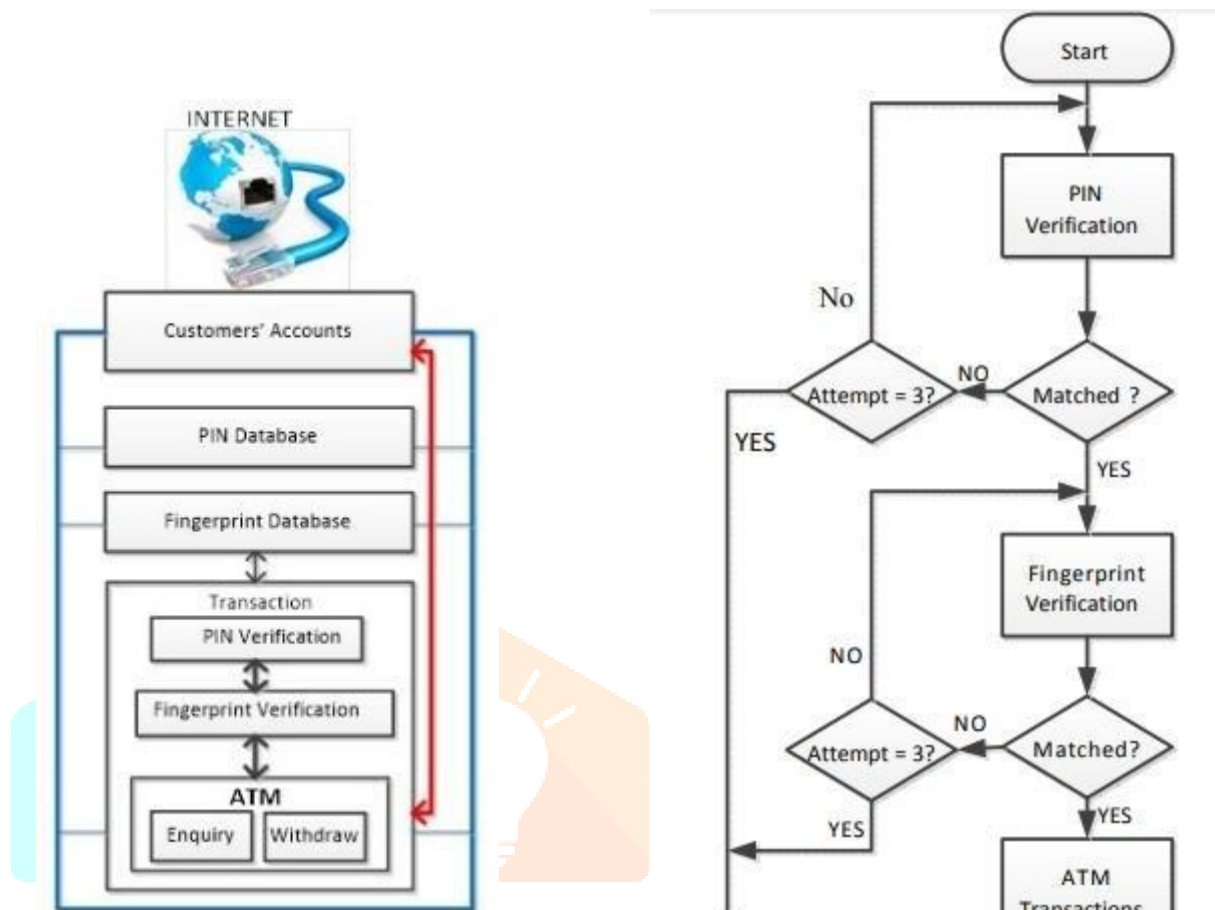 INTERNET
Customers' Accounts
PIN Database
Fingerprint Database
Transaction
PIN Verification
Fingerprint Verification
ATM
Enquiry
Withdraw
Start
PIN
Verification
Matched ?
NO
Attempt = 3?
No
YES
YES
Fingerprint
Verification
Matched?
NO
Attempt = 3?
NO
YES
YES
ATM
Transactions